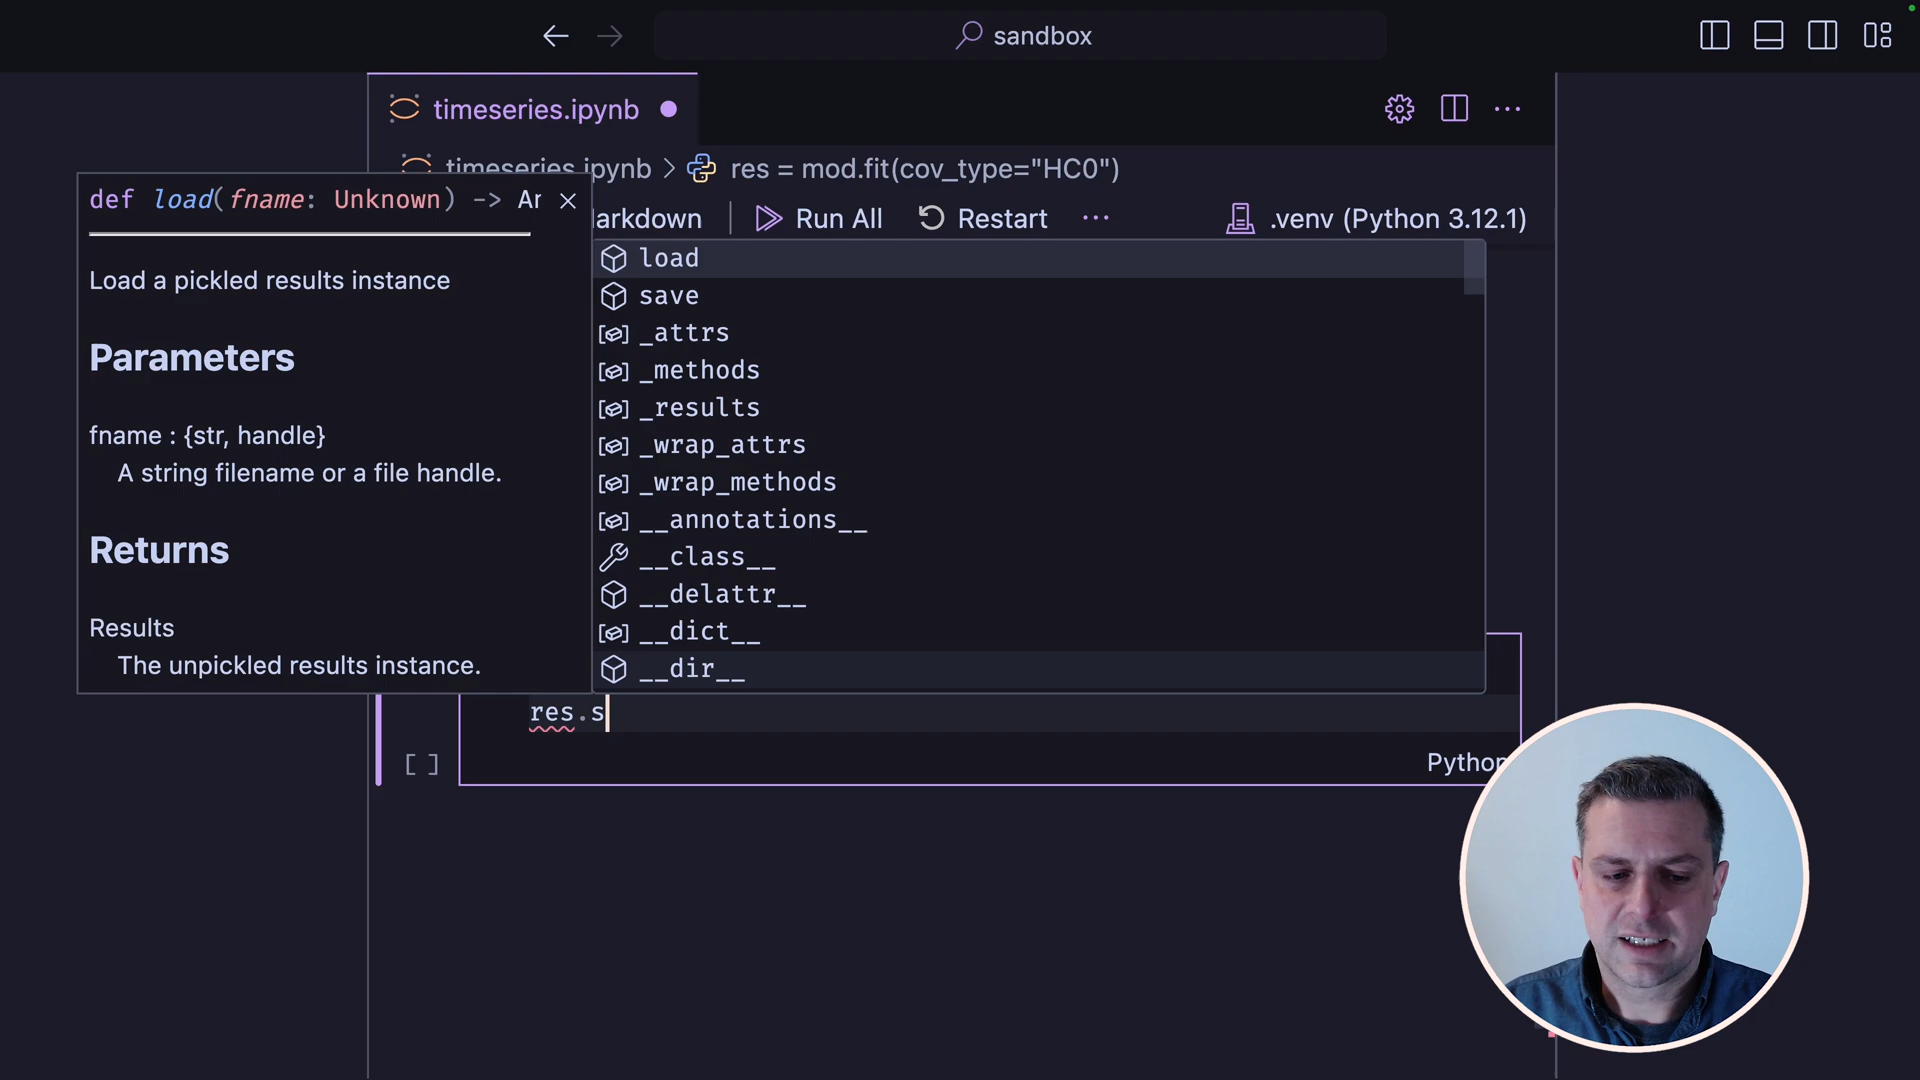 sandbox
timeseries.ipynb
timeseries.ipynb > res = mod.fit(cov_type="HC0")
arkdown | Run All Restart ··· .venv (Python 3.12.1)
def load(fname: Unknown) -> Ar
Load a pickled results instance
Parameters
fname : {str, handle}
A string filename or a file handle.
Returns
Results
The unpickled results instance.
load
save
_attrs
_methods
_results
_wrap_attrs
_wrap_methods
__annotations__
__class__
__delattr__
__dict__
__dir__
res.s
[ ]
Python